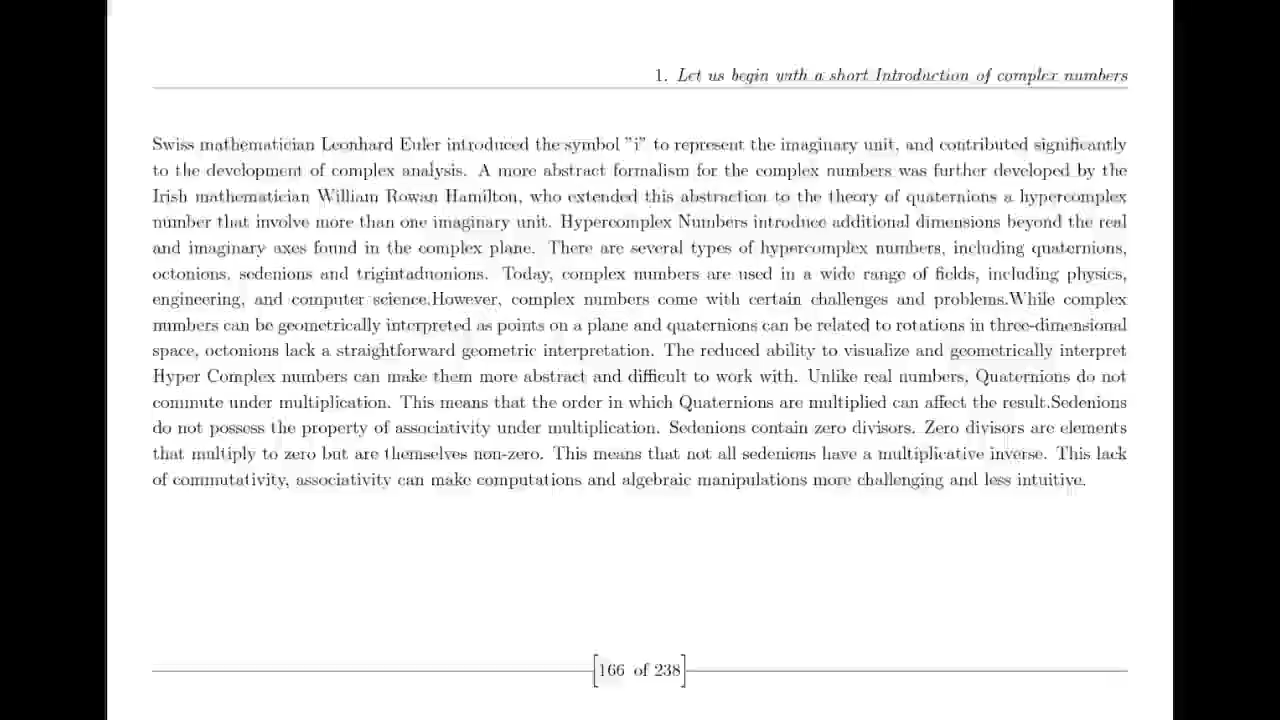 1. Let us begin with a short Introduction of complex numbers
Swiss mathematician Leonhard Euler introduced the symbol "i" to represent the imaginary unit, and contributed significantly
to the development of complex analysis. A more abstract formalism for the complex numbers was further developed by the
Irish mathematician William Rowan Hamilton, who extended this abstraction to the theory of quaternions a hypercomplex
number that involve more than one imaginary unit. Hypercomplex Numbers introduce additional dimensions beyond the real
and imaginary axes found in the complex plane. There are several types of hypercomplex numbers, including quaternions,
octonions, sedenions and trigintaduonions. Today, complex numbers are used in a wide range of fields, including physics,
engineering, and computer science.However, complex numbers come with certain challenges and problems.While complex
numbers can be geometrically interpreted as points on a plane and quaternions can be related to rotations in three-dimensional
space, octonions lack a straightforward geometric interpretation. The reduced ability to visualize and geometrically interpret
Hyper Complex numbers can make them more abstract and difficult to work with. Unlike real numbers, Quaternions do not
commute under multiplication. This means that the order in which Quaternions are multiplied can affect the result.Sedenions
do not possess the property of associativity under multiplication. Sedenions contain zero divisors. Zero divisors are elements
that multiply to zero but are themselves non-zero. This means that not all sedenions have a multiplicative inverse. This lack
of commutativity, associativity can make computations and algebraic manipulations more challenging and less intuitive.
166 of 238